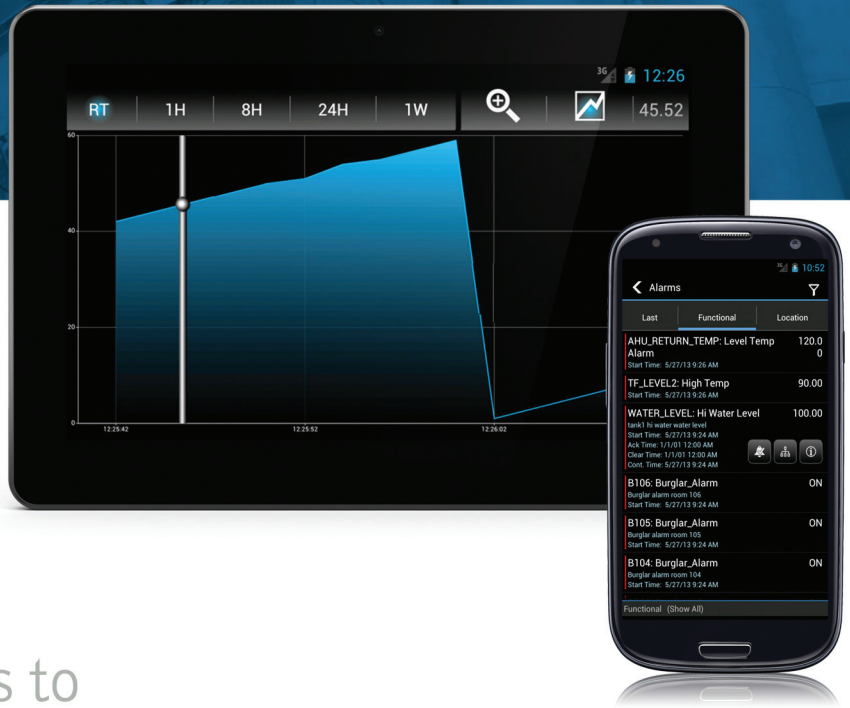 3G 12:26
RT 1H 8H 24H 1W 45.52
60
40
20
0
12:25:42 12:25:52 12:26:02
3G 10:52
Alarms
Last Functional Location
AHU_RETURN_TEMP: Level Temp 120.0
Alarm 0
Start Time: 5/27/13 9:26 AM
TF_LEVEL2: High Temp 90.00
Start Time: 5/27/13 9:26 AM
WATER_LEVEL: Hi Water Level 100.00
tank1 hi water water level
Start Time: 5/27/13 9:24 AM
Ack Time: 1/1/01 12:00 AM
Clear Time: 1/1/01 12:00 AM
Cont. Time: 5/27/13 9:24 AM
B106: Burglar_Alarm ON
Burglar alarm room 106
Start Time: 5/27/13 9:24 AM
B105: Burglar_Alarm ON
Burglar alarm room 105
Start Time: 5/27/13 9:24 AM
B104: Burglar_Alarm ON
Burglar alarm room 104
Start Time: 5/27/13 9:24 AM
Functional (Show All)
s to